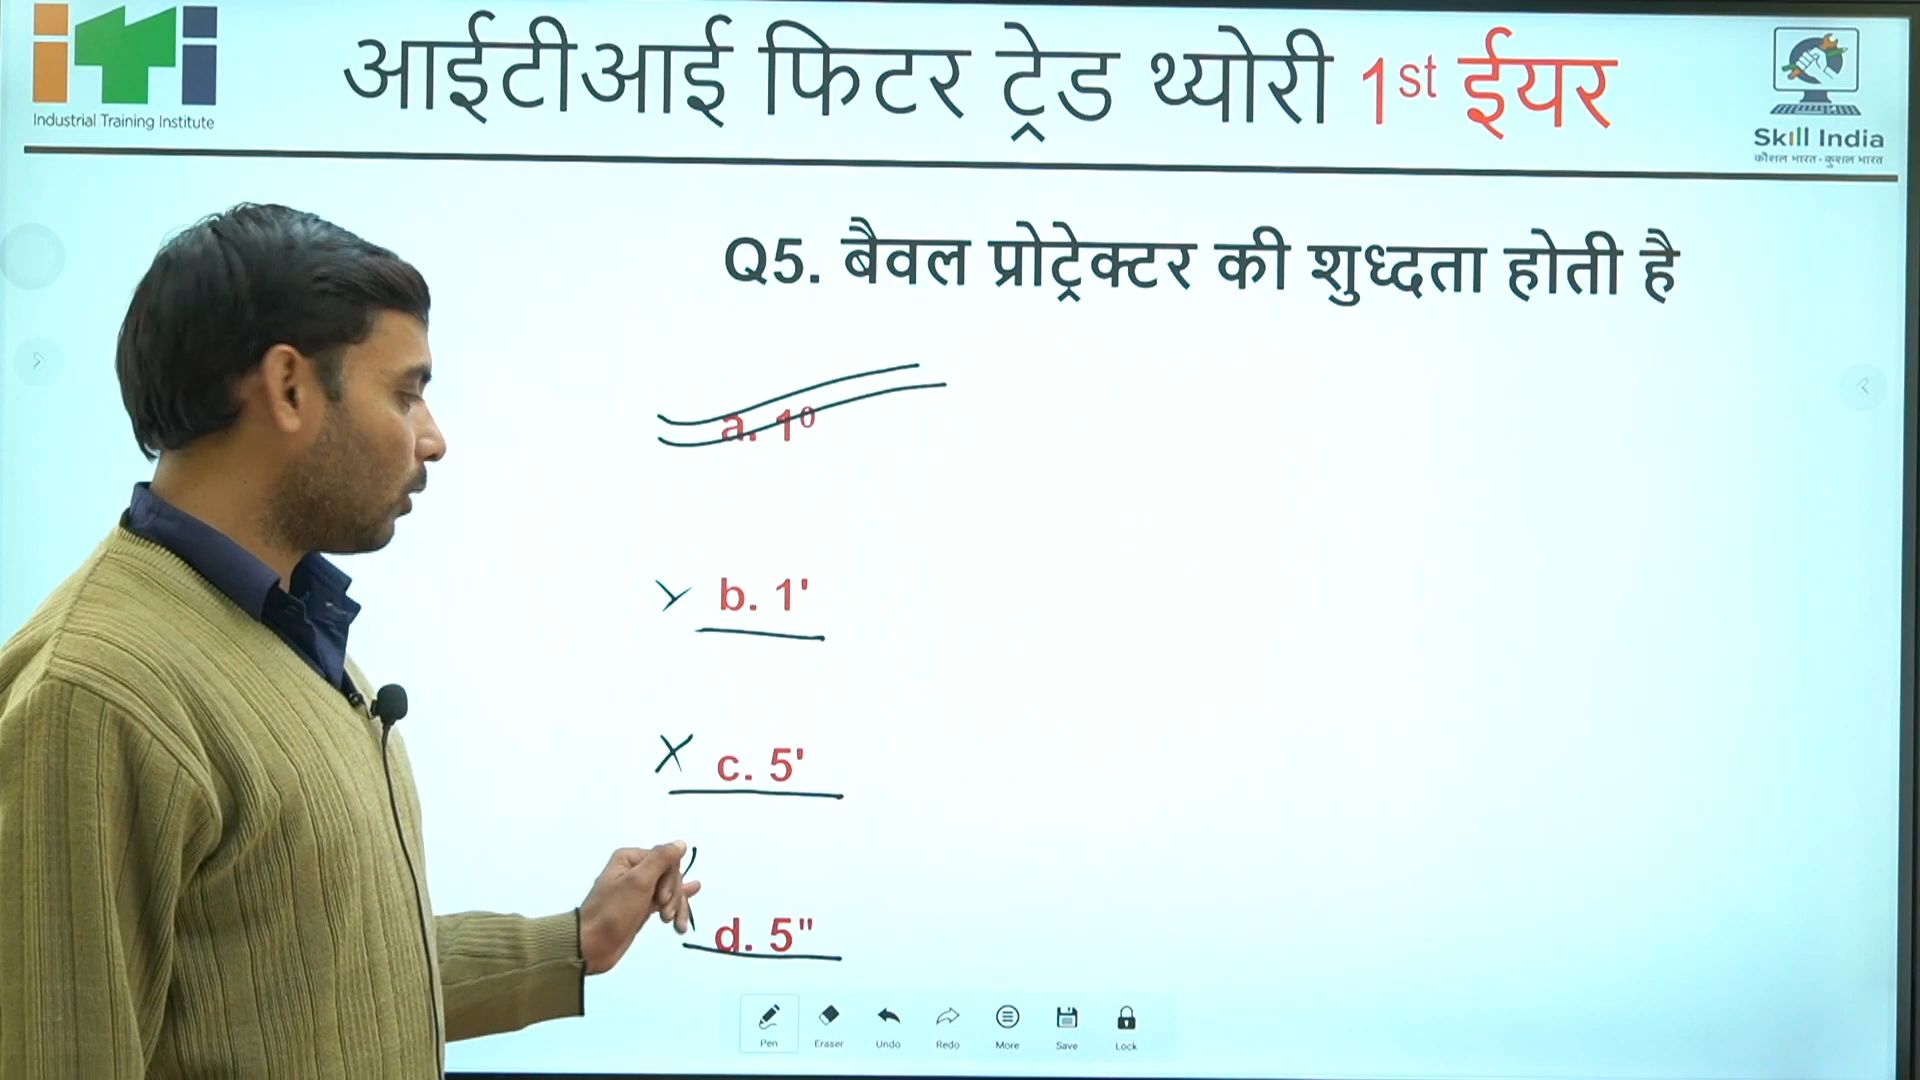 iTi
Industrial Training Institute
आईटीआई फिटर ट्रेड थ्योरी 1st ईयर
Skill India
कौशल भारत - कुशल भारत
Q5. बैवल प्रोट्रेक्टर की शुध्दता होती है
a. 1⁰
b. 1'
c. 5'
d. 5"
Pen Eraser Undo Redo More Save Lock